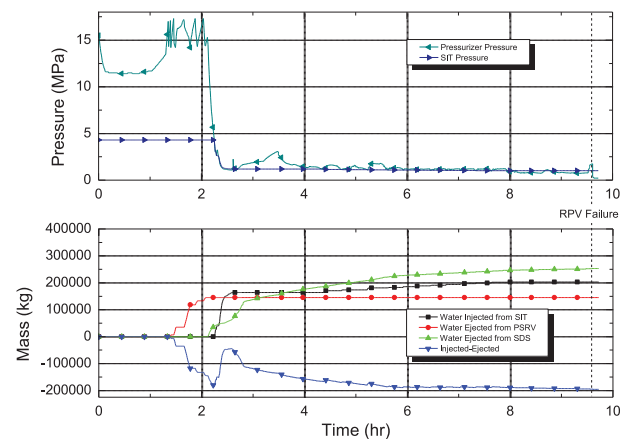 Pressure (MPa)
15
10
5
0
Pressurizer Pressure
SIT Pressure
0
2
4
6
8
10
RPV Failure
Mass (kg)
400000
300000
200000
100000
0
-100000
-200000
Water Injected from SIT
Water Ejected from PSRV
Water Ejected from SDS
Injected-Ejected
0
2
4
6
8
10
Time (hr)